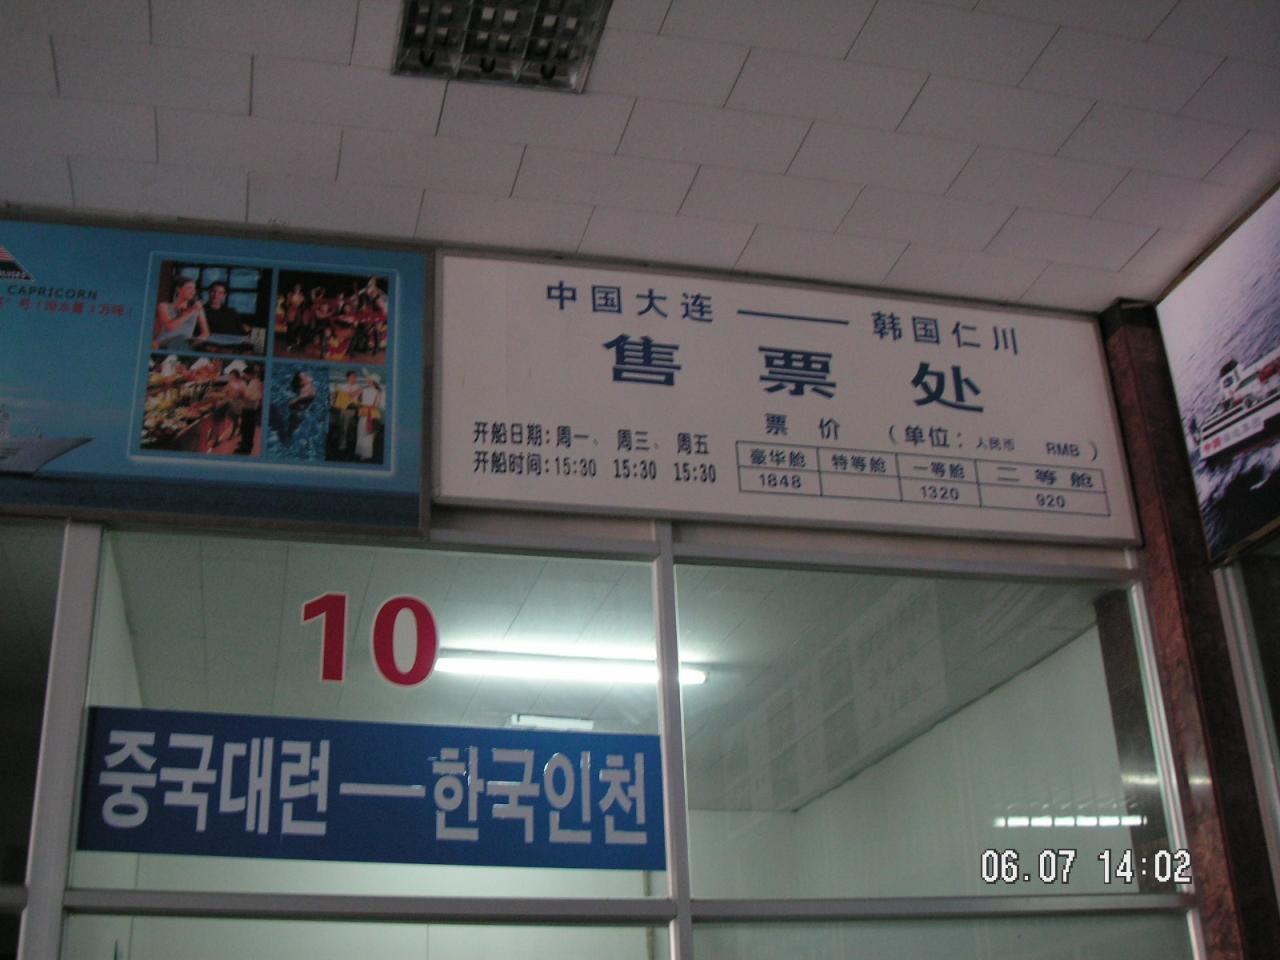 CAPRICORN
中国大连——韩国仁川
售票处
开船日期:周一、 周三、 周五
开船时间:15:30 15:30 15:30
票 价 （单位：人民币 RMB）
豪华舱 特等舱 一等舱 二等舱
1848 1320 920
10
중국대련—한국인천
06.07 14:02